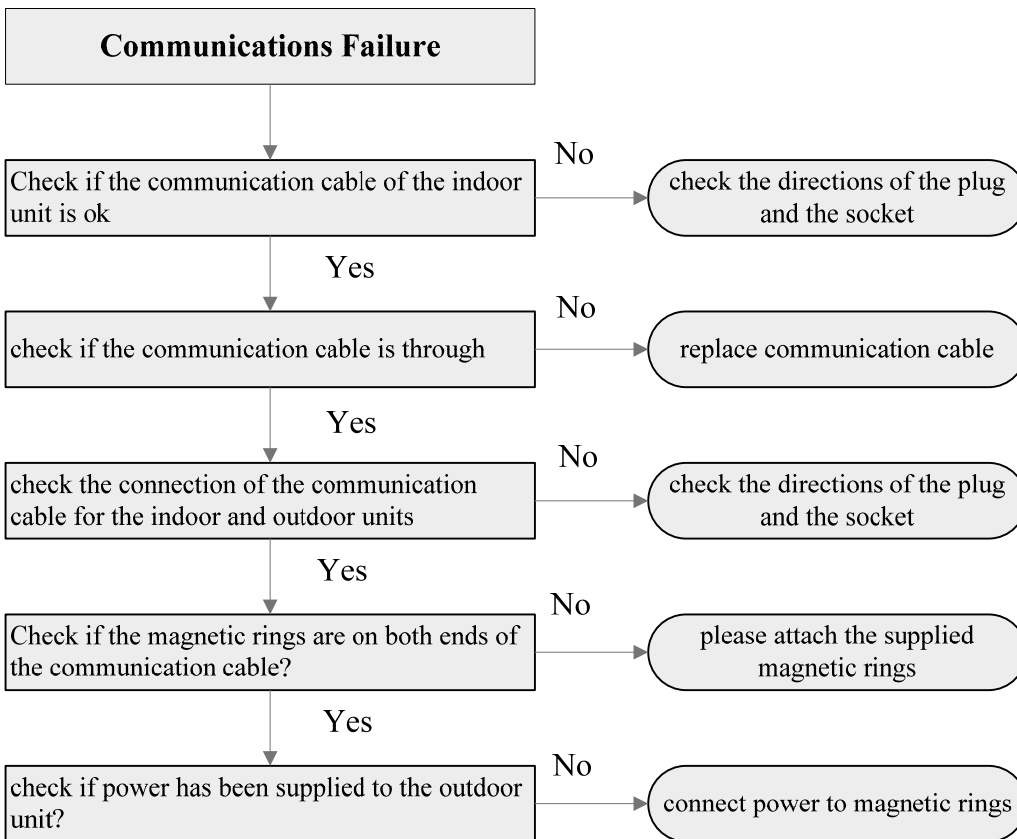 Communications Failure
No
Check if the communication cable of the indoor
unit is ok
check the directions of the plug
and the socket
Yes
No
check if the communication cable is through
replace communication cable
Yes
No
check the connection of the communication
cable for the indoor and outdoor units
check the directions of the plug
and the socket
Yes
No
Check if the magnetic rings are on both ends of
the communication cable?
please attach the supplied
magnetic rings
Yes
No
check if power has been supplied to the outdoor
unit?
connect power to magnetic rings